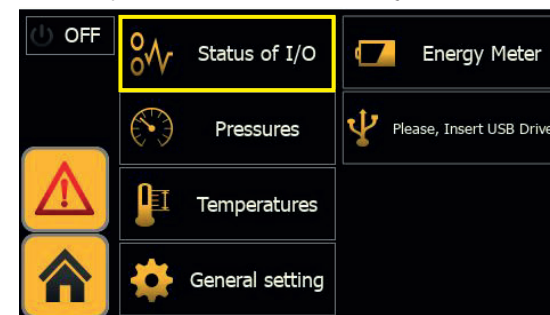 OFF
Status of I/O
Energy Meter
Pressures
Please, Insert USB Drive
Temperatures
General setting